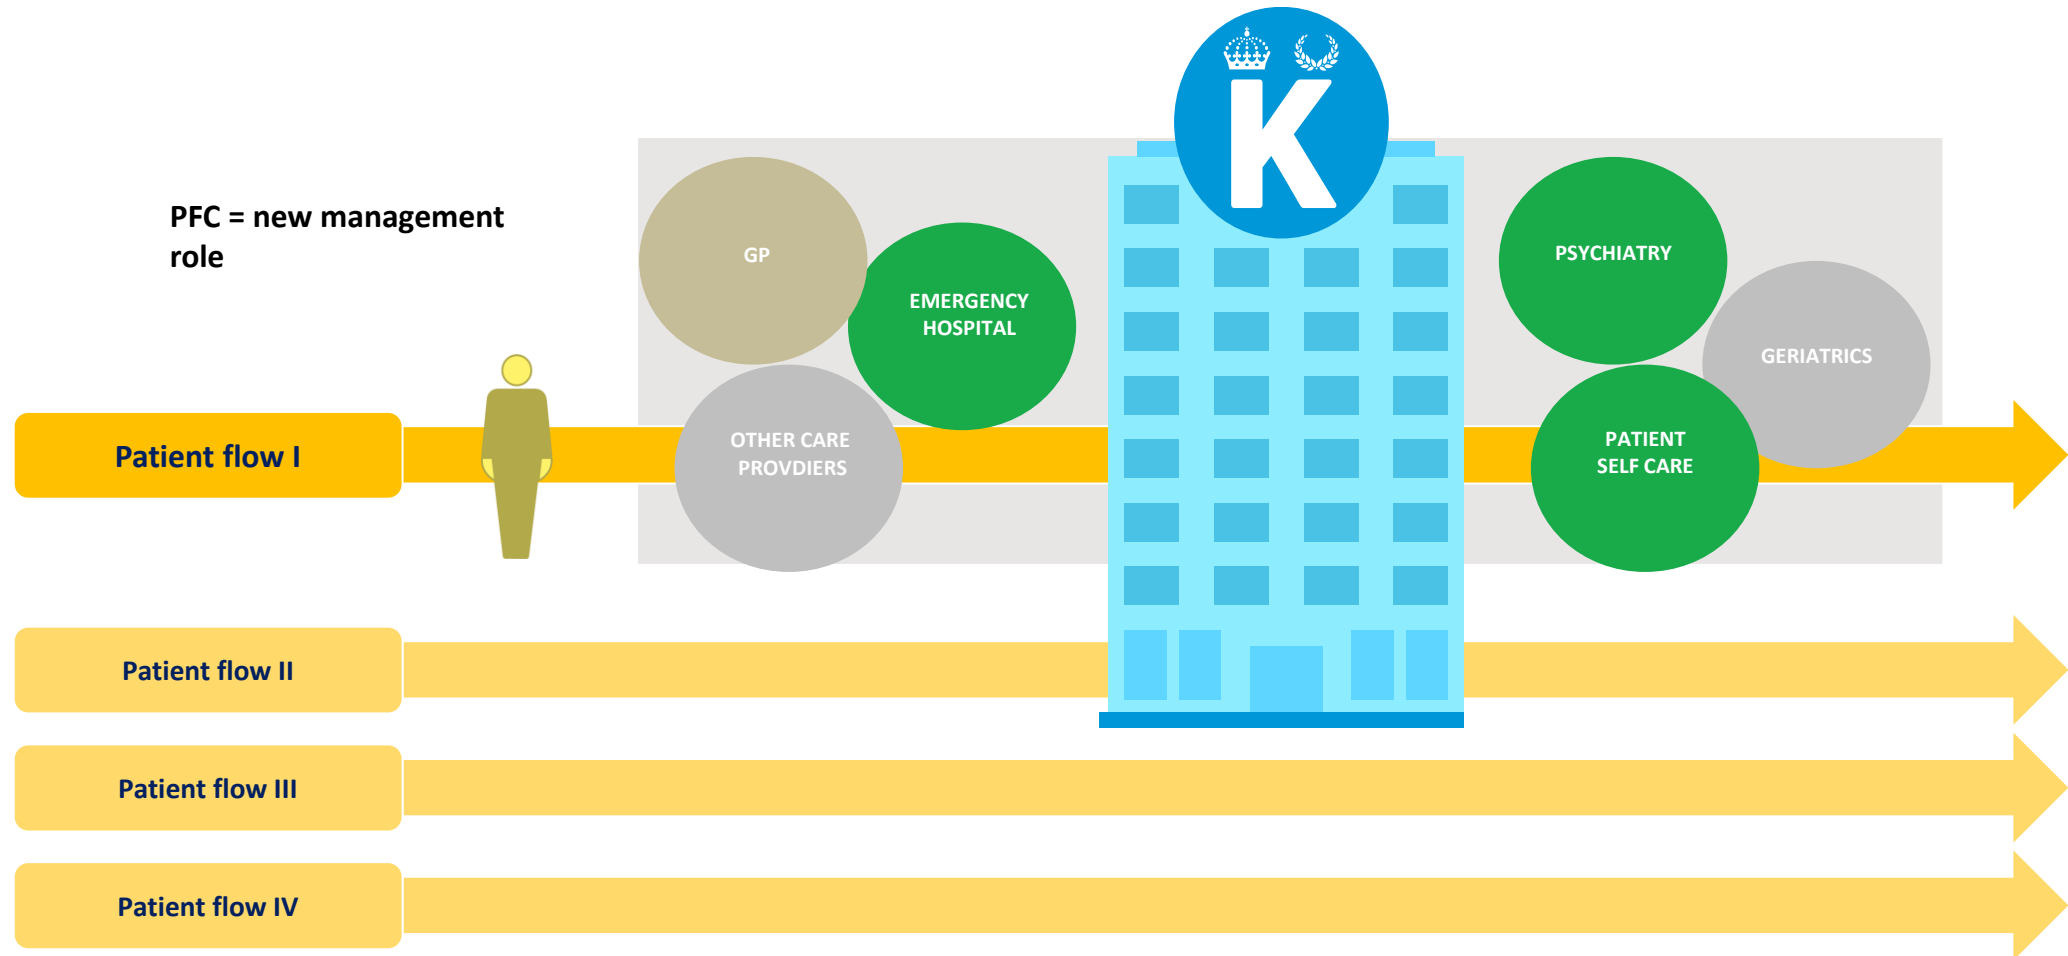 K
PFC = new management
role
GP
EMERGENCY
HOSPITAL
PSYCHIATRY
GERIATRICS
Patient flow I
OTHER CARE
PROVDIERS
PATIENT
SELF CARE
Patient flow II
Patient flow III
Patient flow IV